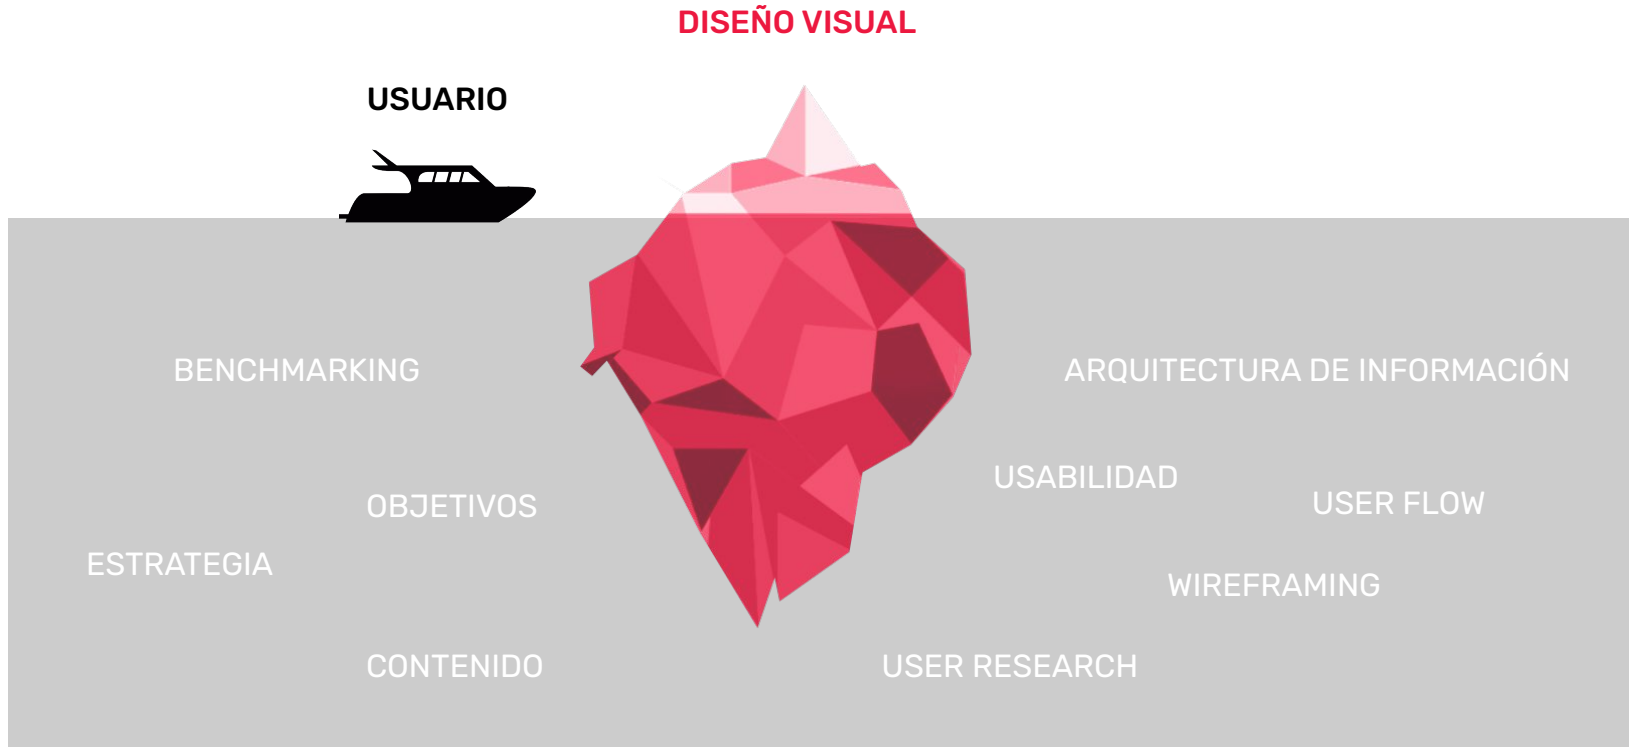 DISEÑO VISUAL
USUARIO
BENCHMARKING
ARQUITECTURA DE INFORMACIÓN
USABILIDAD
OBJETIVOS
USER FLOW
ESTRATEGIA
WIREFRAMING
CONTENIDO
USER RESEARCH